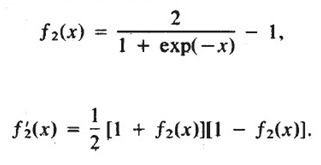 f₂(x) = 2 / (1 + exp(−x)) − 1,
f₂′(x) = 1/2 [1 + f₂(x)][1 − f₂(x)].